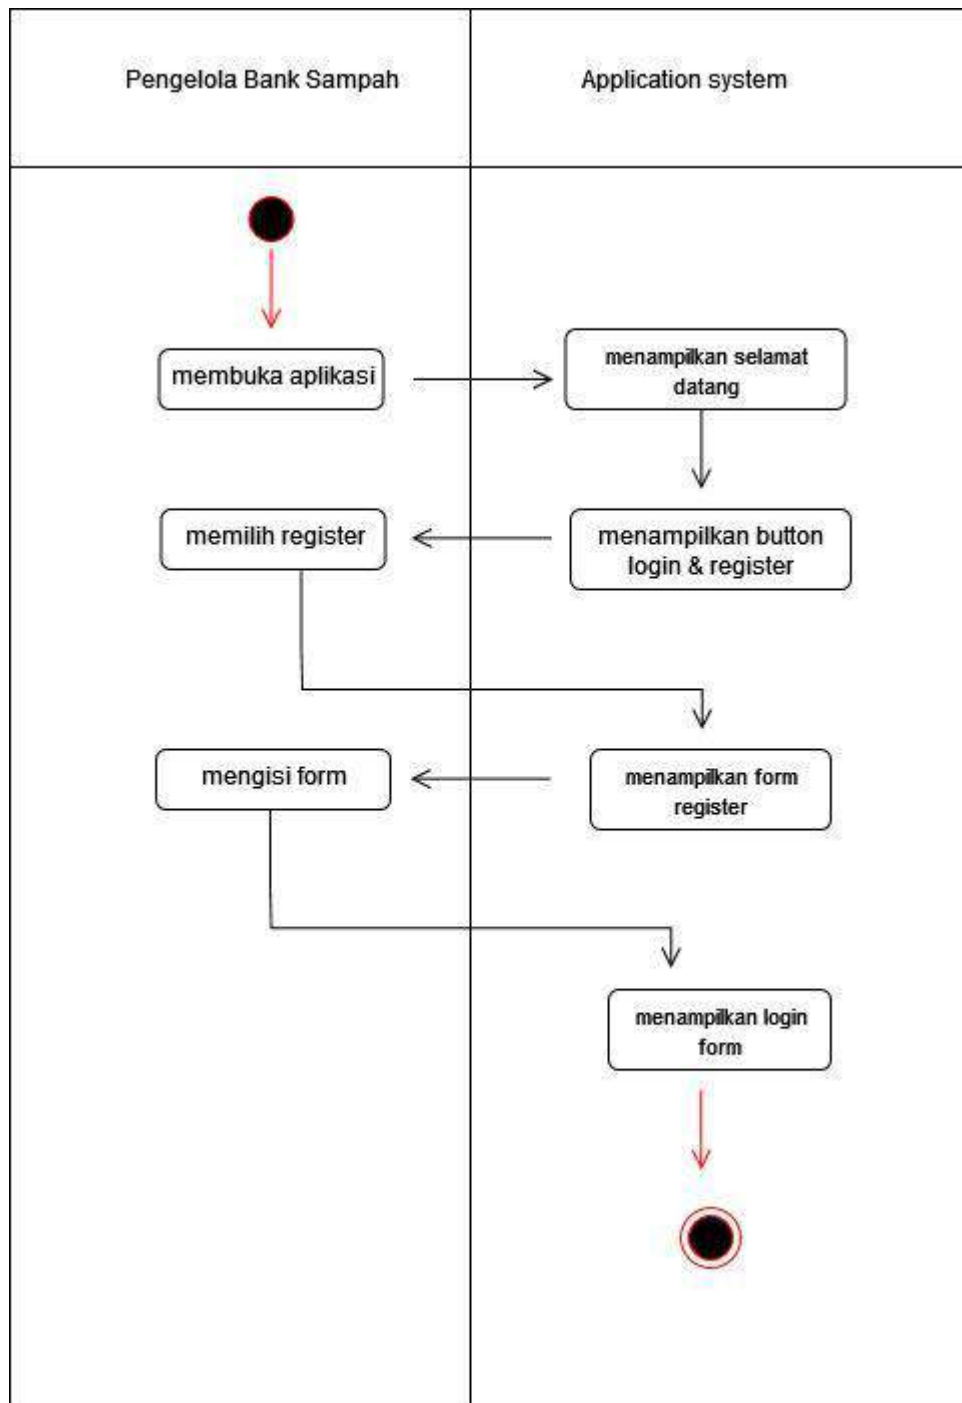 Pengelola Bank Sampah
Application system
membuka aplikasi
menampilkan selamat
datang
memilih register
menampilkan button
login & register
mengisi form
menampilkan form
register
menampilkan login
form